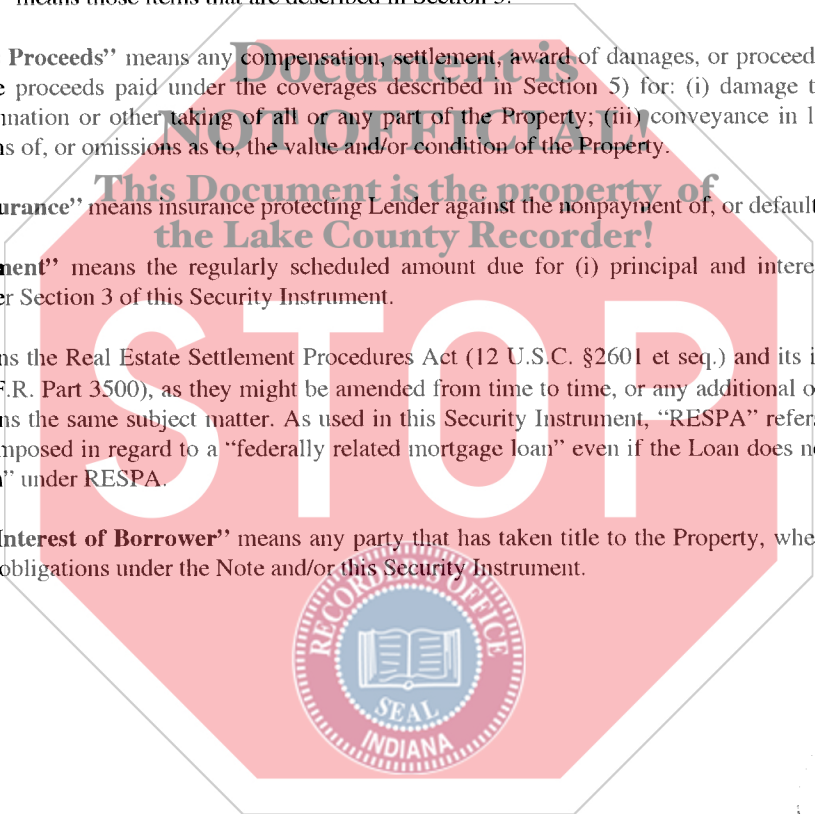 means those items that are described in Section 3.
Proceeds” means any compensation, settlement, award of damages, or proceed
proceeds paid under the coverages described in Section 5) for: (i) damage t
nation or other taking of all or any part of the Property; (iii) conveyance in l
s of, or omissions as to, the value and/or condition of the Property.
urance” means insurance protecting Lender against the nonpayment of, or default
nent” means the regularly scheduled amount due for (i) principal and intere
r Section 3 of this Security Instrument.
ns the Real Estate Settlement Procedures Act (12 U.S.C. §2601 et seq.) and its i
F.R. Part 3500), as they might be amended from time to time, or any additional o
ns the same subject matter. As used in this Security Instrument, “RESPA” refer
mposed in regard to a “federally related mortgage loan” even if the Loan does n
” under RESPA.
Interest of Borrower” means any party that has taken title to the Property, whe
obligations under the Note and/or this Security Instrument.
Document is
NOT OFFICIAL!
This Document is the property of
the Lake County Recorder!
STOP
RECORDER'S OFFICE
SEAL
INDIANA